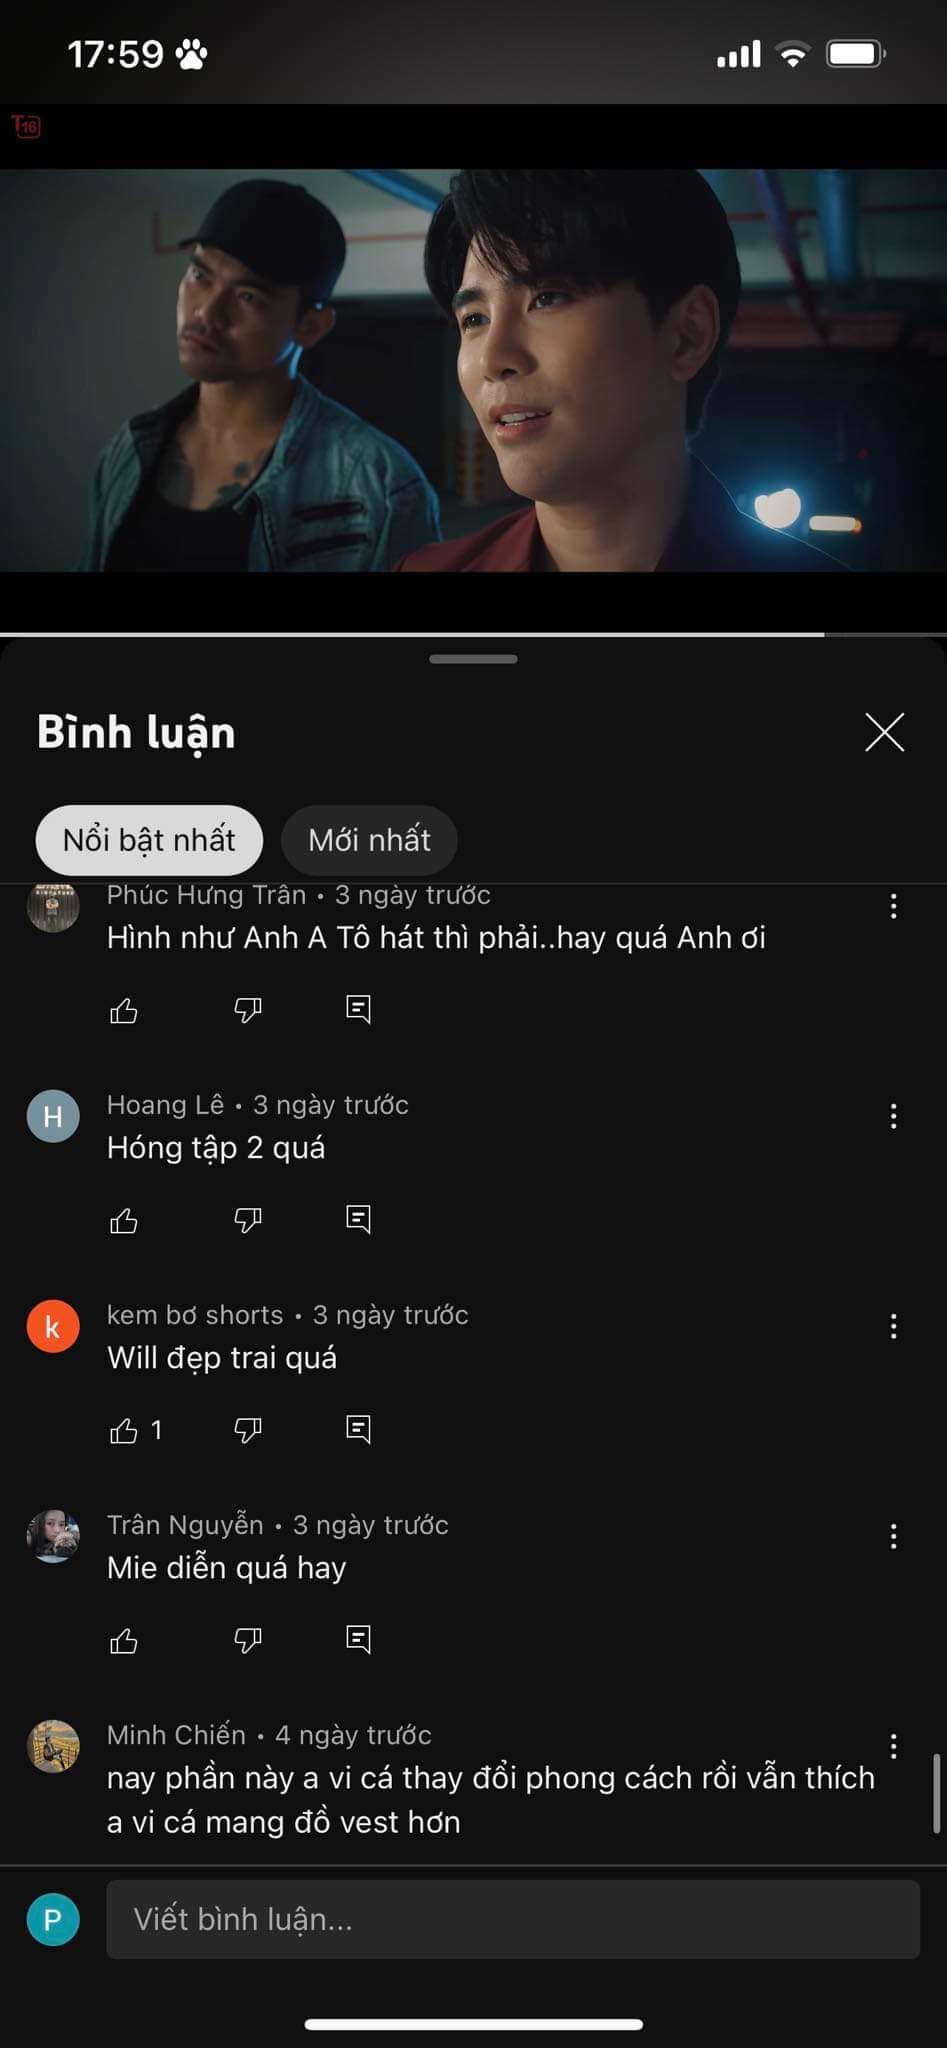 17:59
T16
Bình luận
Nổi bật nhất
Mới nhất
Phúc Hưng Trần • 3 ngày trước
Hình như Anh A Tô hát thì phải..hay quá Anh ơi
H
Hoang Lê • 3 ngày trước
Hóng tập 2 quá
k
kem bơ shorts • 3 ngày trước
Will đẹp trai quá
1
Trân Nguyễn • 3 ngày trước
Mie diễn quá hay
Minh Chiến • 4 ngày trước
nay phần này a vi cá thay đổi phong cách rồi vẫn thích
a vi cá mang đồ vest hơn
P
Viết bình luận...